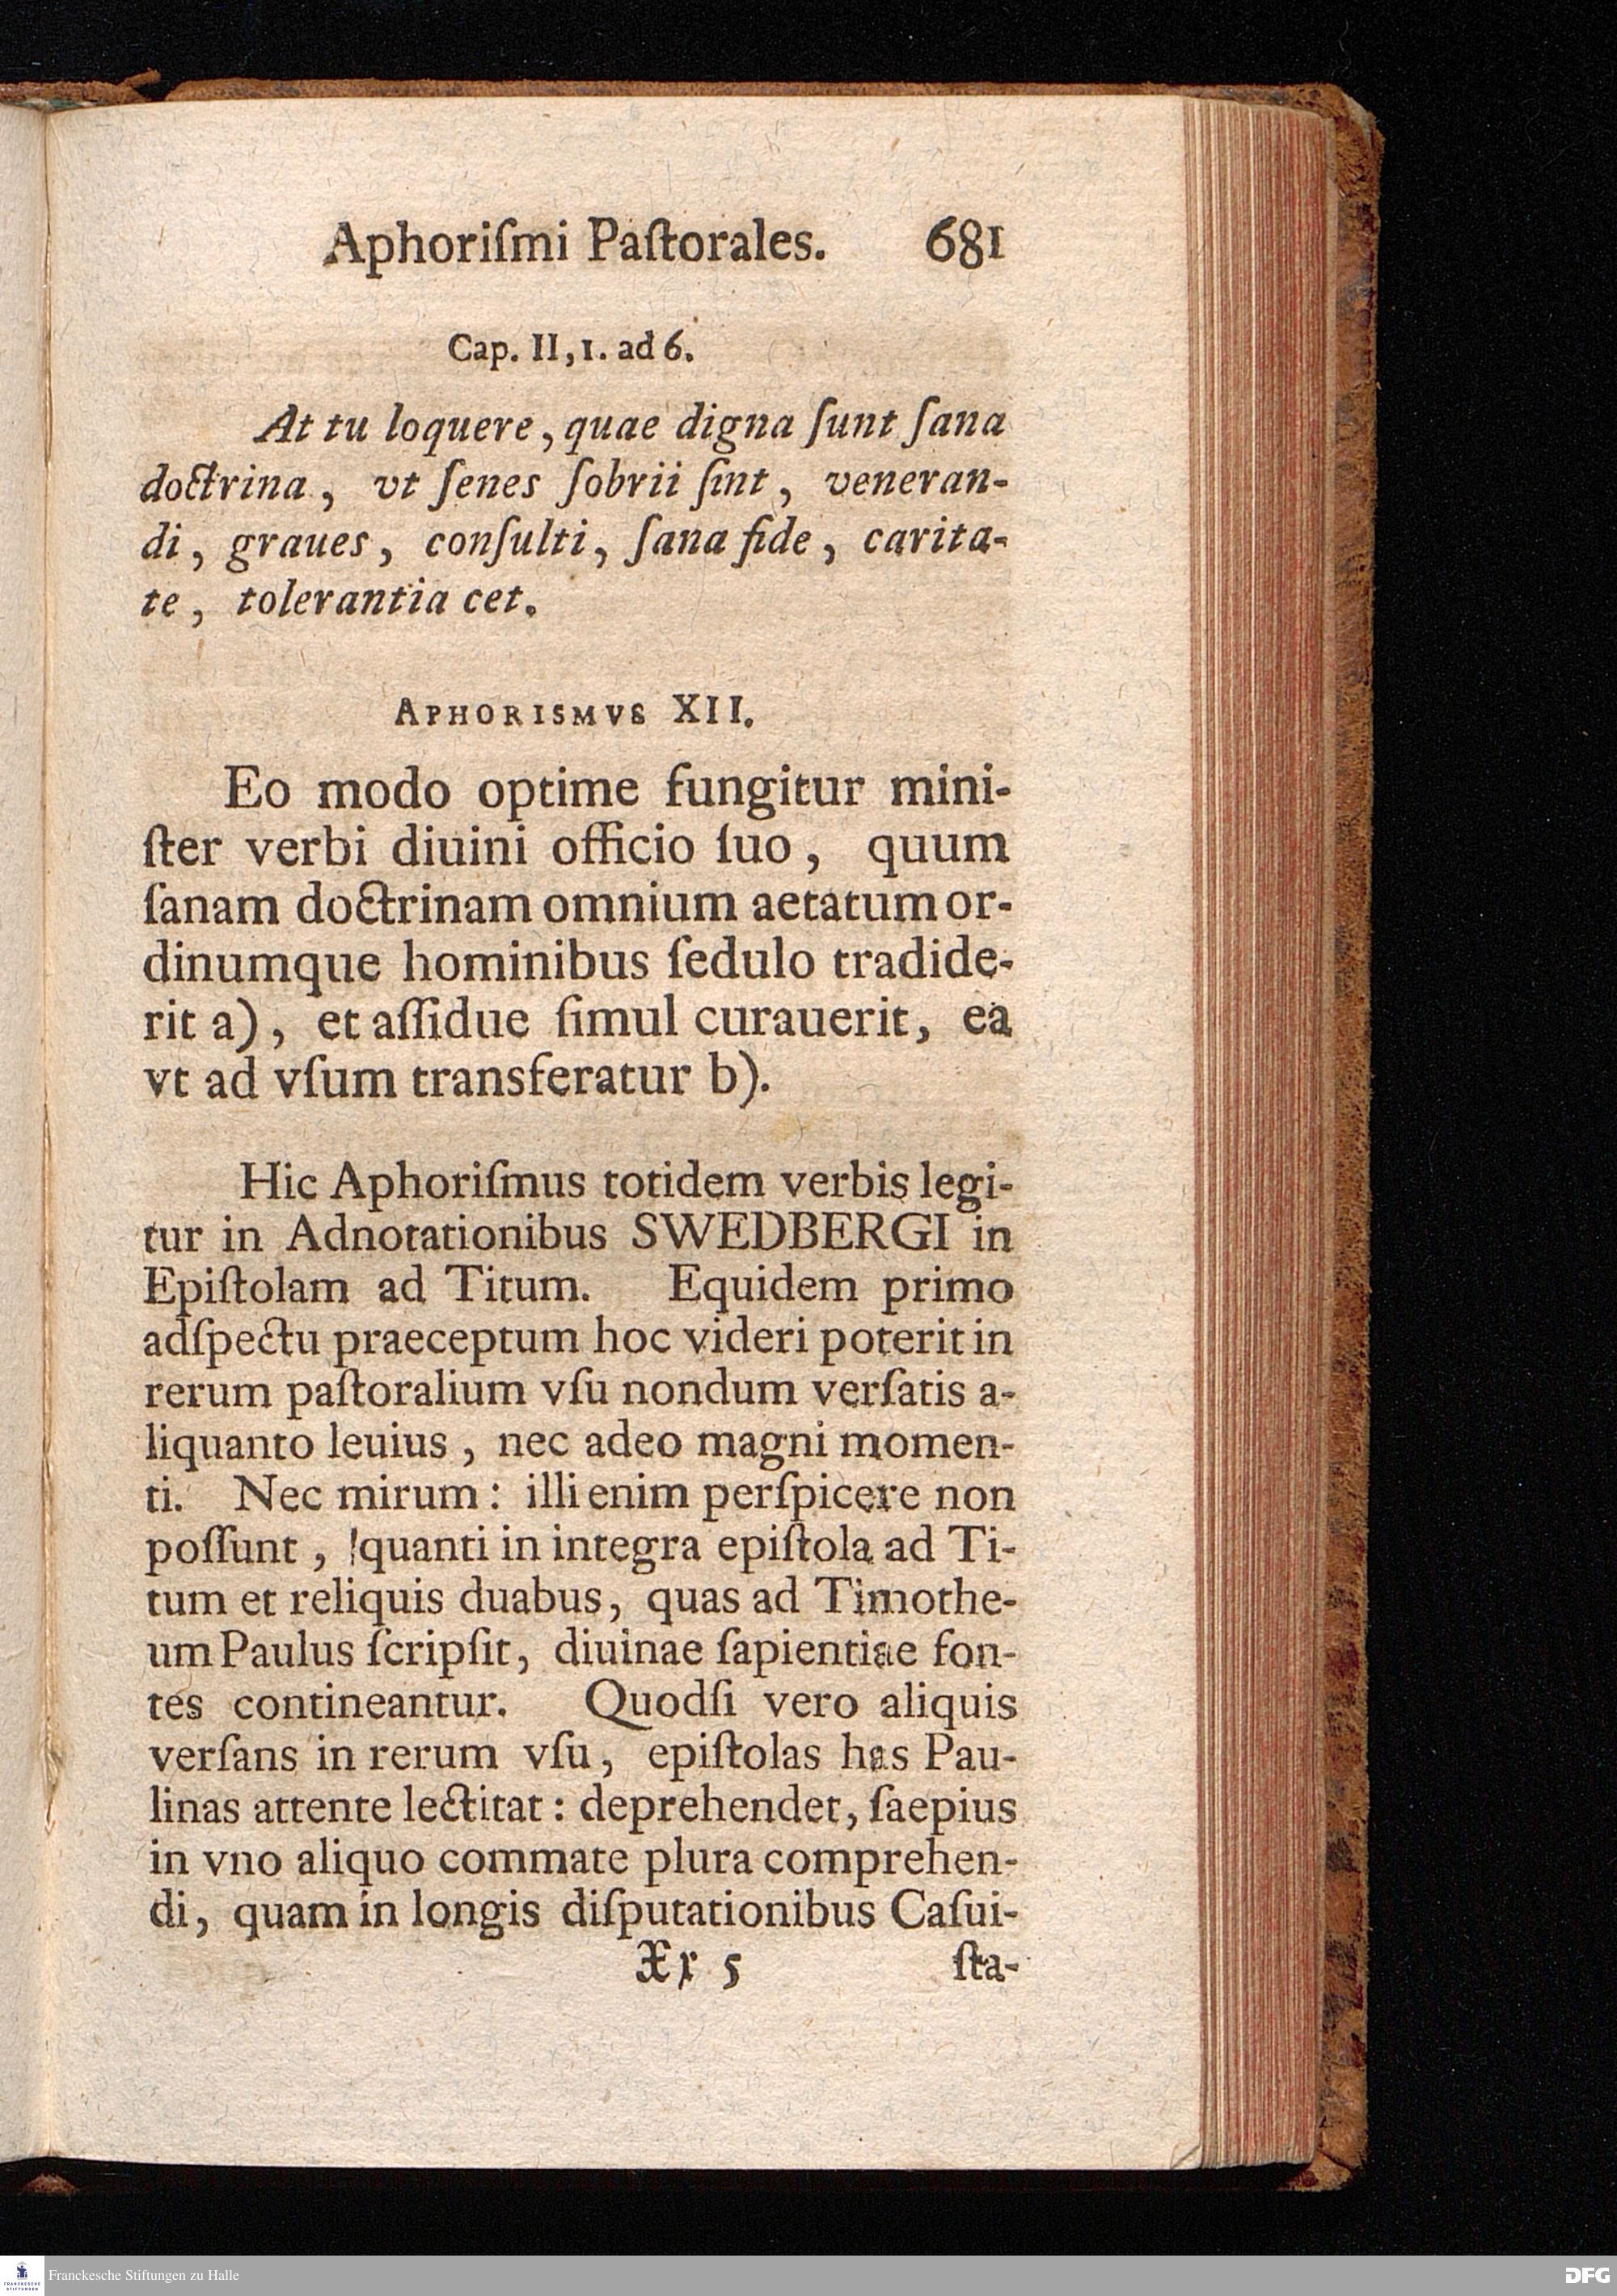 Aphoriſmi Paſtorales. 681
Cap. II, 1. ad 6.
At tu loquere, quae digna ſunt ſana
doctrina, vt ſenes ſobrii ſint, veneran-
di, graues, conſulti, ſana fide, carita-
te, tolerantia cet.
APHORISMVS XII.
Eo modo optime fungitur mini-
ſter verbi diuini officio ſuo, quum
ſanam doctrinam omnium aetatum or-
dinumque hominibus ſedulo tradide-
rit a), et aſſidue ſimul curauerit, ea
vt ad vſum transferatur b).
Hic Aphoriſmus totidem verbis legi-
tur in Adnotationibus SWEDBERGI in
Epiſtolam ad Titum. Equidem primo
adſpectu praeceptum hoc videri poterit in
rerum paſtoralium vſu nondum verſatis a-
liquanto leuius, nec adeo magni momen-
ti. Nec mirum: illi enim perſpicere non
poſſunt, quanti in integra epiſtola ad Ti-
tum et reliquis duabus, quas ad Timothe-
um Paulus ſcripſit, diuinae ſapientiae fon-
tes contineantur. Quodſi vero aliquis
verſans in rerum vſu, epiſtolas has Pau-
linas attente lectitat: deprehendet, ſaepius
in vno aliquo commate plura comprehen-
di, quam in longis diſputationibus Caſui-
Xx 5 ſta-
FRANCKESCHE STIFTUNGEN
Franckesche Stiftungen zu Halle
DFG